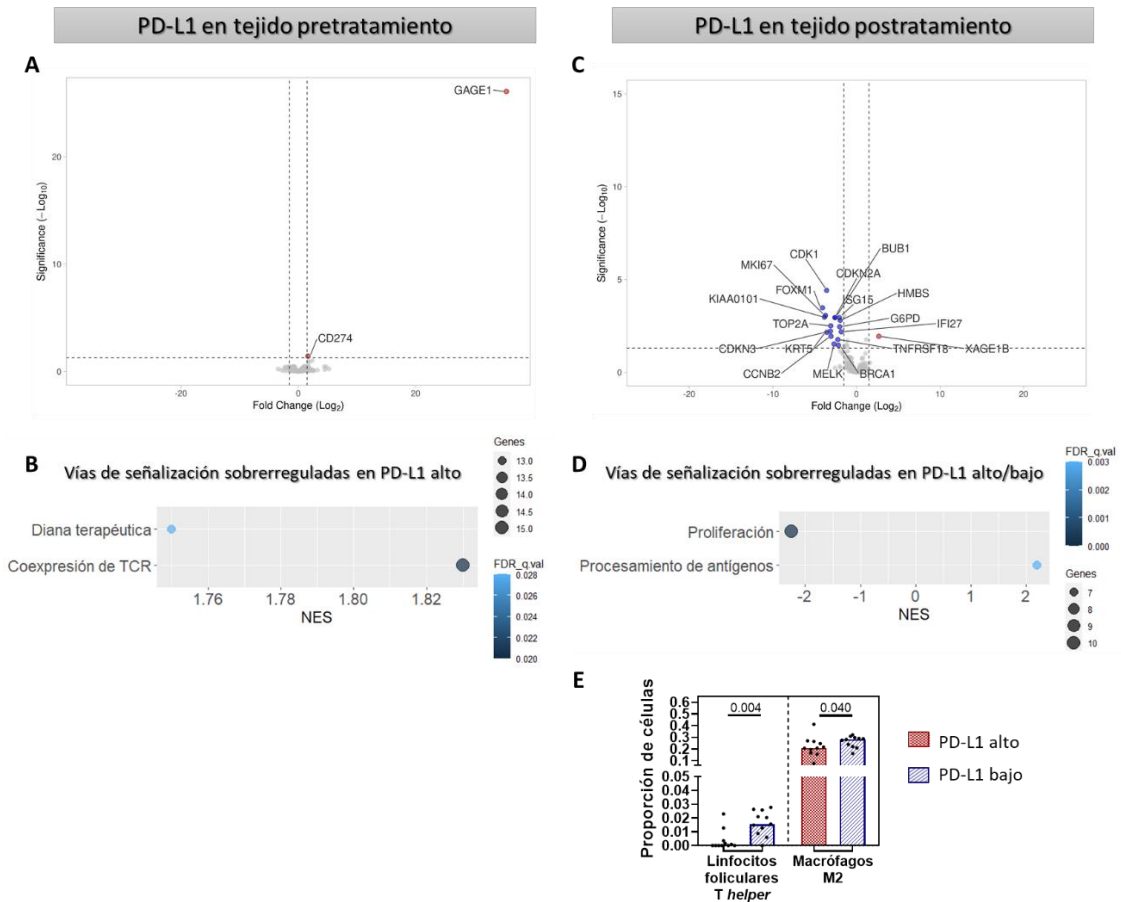 PD-L1 en tejido pretratamiento
PD-L1 en tejido postratamiento
A
GAGE1
CD274
20
10
0
Significance (−Log10)
-20
0
20
Fold Change (Log2)
C
15
10
5
0
Significance (−Log10)
BUB1
CDK1
CDKN2A
MKI67
FOXM1
ISG15
HMBS
KIAA0101
G6PD
IFI27
TOP2A
CDKN3
KRT5
TNFRSF18
XAGE1B
CCNB2
MELK
BRCA1
-20
-10
0
10
20
Fold Change (Log2)
B
Vías de señalización sobrerreguladas en PD-L1 alto
Diana terapéutica
Coexpresión de TCR
1.76
1.78
1.80
1.82
NES
Genes
13.0
13.5
14.0
14.5
15.0
FDR_q.val
0.028
0.026
0.024
0.022
0.020
D
Vías de señalización sobrerreguladas en PD-L1 alto/bajo
Proliferación
Procesamiento de antígenos
-2
-1
0
1
2
NES
FDR_q.val
0.003
0.002
0.001
0.000
Genes
7
8
9
10
E
Proporción de células
0.6
0.5
0.4
0.3
0.2
0.1
0.05
0.04
0.03
0.02
0.01
0.00
0.004
0.040
Linfocitos
foliculares
T helper
Macrófagos
M2
PD-L1 alto
PD-L1 bajo